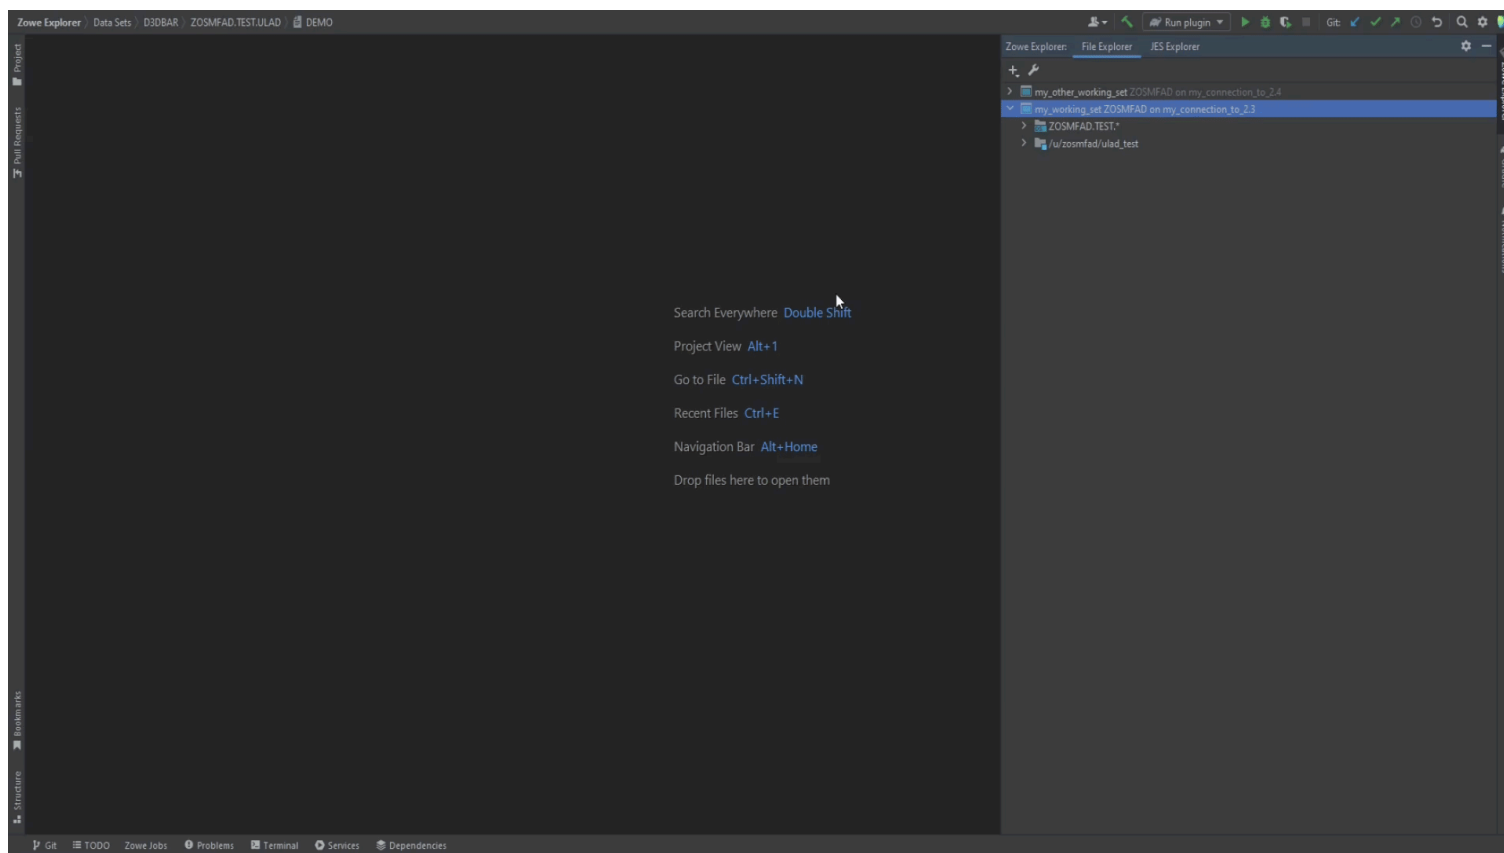 Zowe Explorer Data Sets D3DBAR ZOSMFAD.TEST.ULAD DEMO Run plugin Git:
Project
Pull Requests
Bookmarks
Structure
Search Everywhere Double Shift
Project View Alt+1
Go to File Ctrl+Shift+N
Recent Files Ctrl+E
Navigation Bar Alt+Home
Drop files here to open them
Zowe Explorer: File Explorer JES Explorer
my_other_working_set ZOSMFAD on my_connection_to_2.4
my_working_set ZOSMFAD on my_connection_to_2.3
ZOSMFAD.TEST.*
/u/zosmfad/ulad_test
Git TODO Zowe Jobs Problems Terminal Services Dependencies